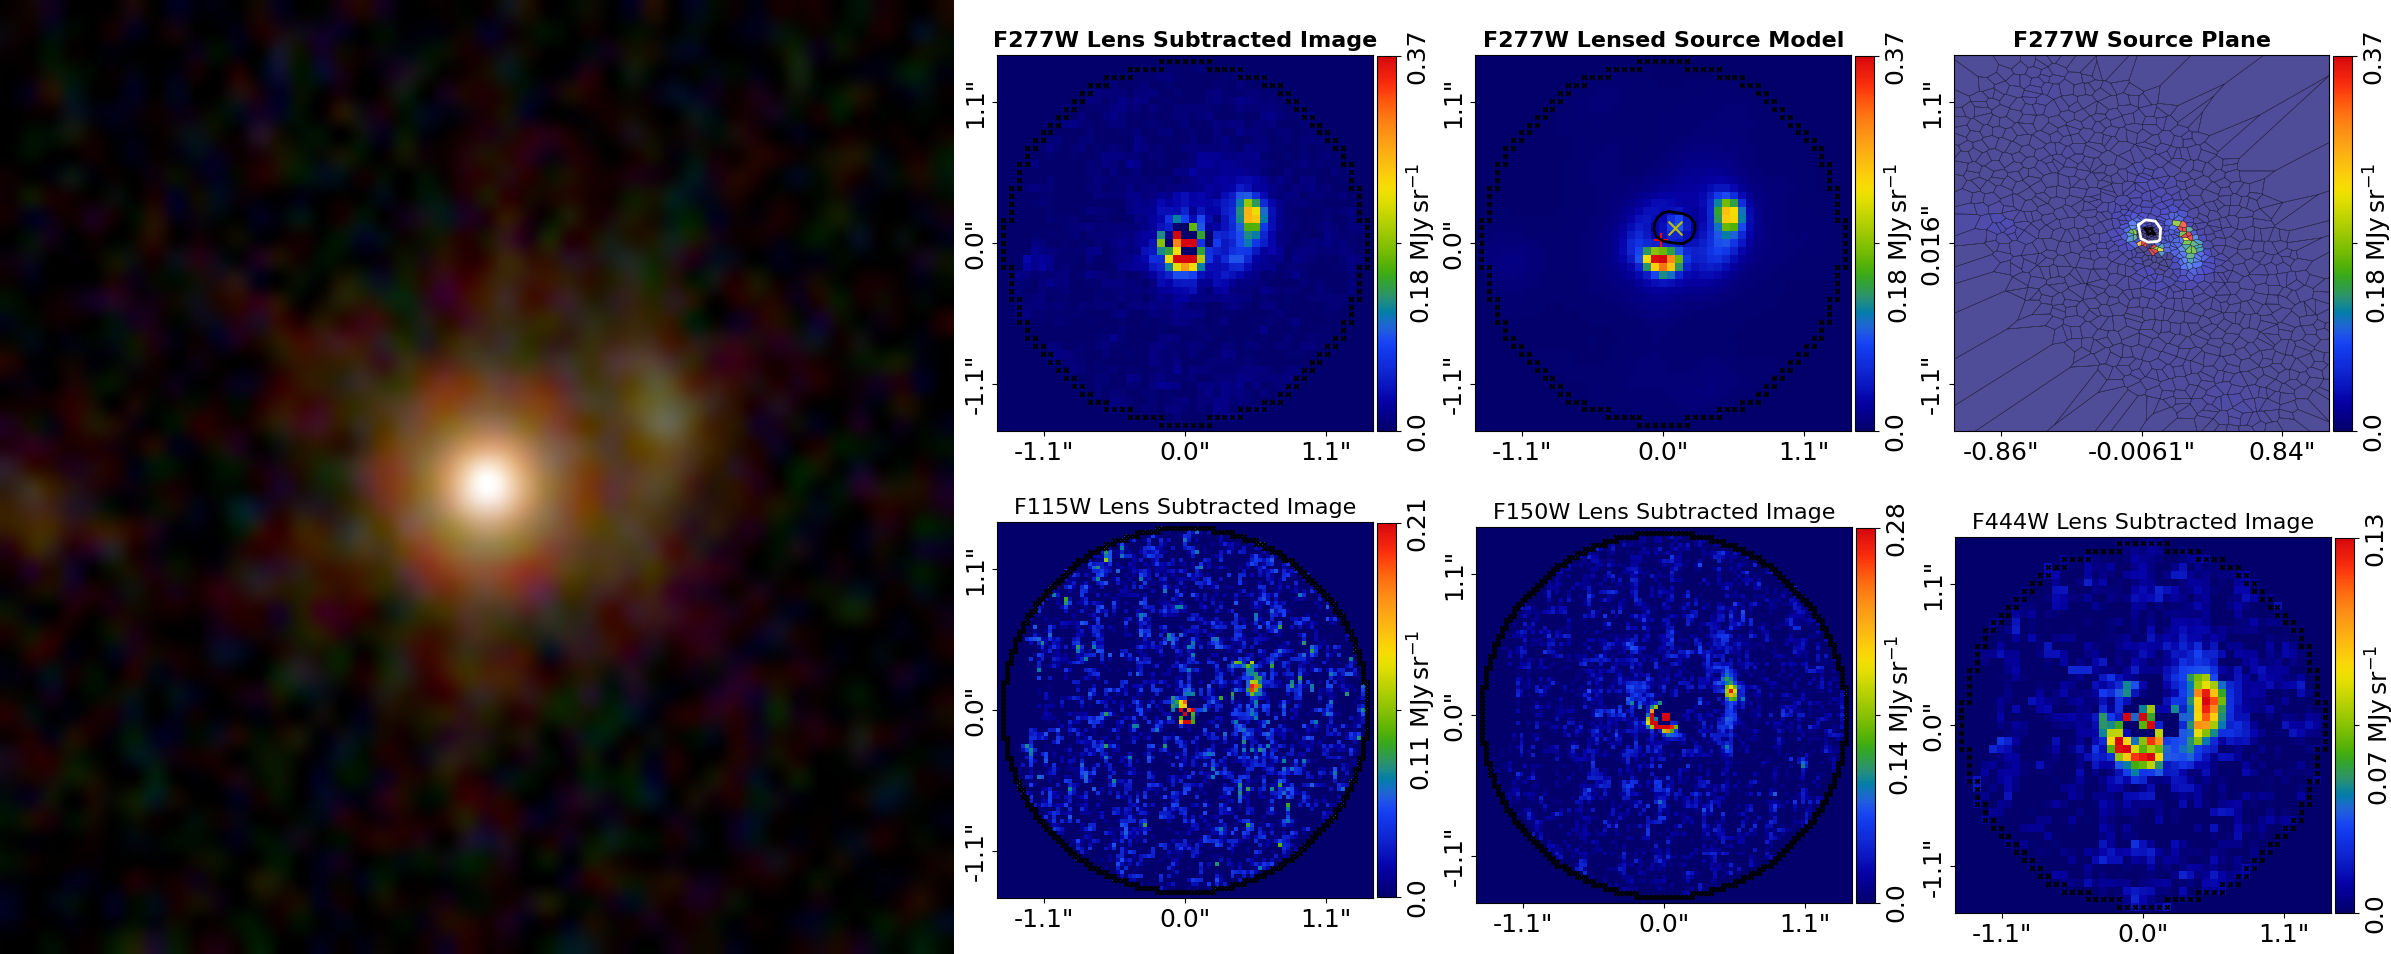 F277W Lens Subtracted Image
1.1"
0.0"
-1.1"
-1.1" 0.0" 1.1"
0.37
0.18 MJy sr⁻¹
0.0
F277W Lensed Source Model
1.1"
0.0"
-1.1"
-1.1" 0.0" 1.1"
0.37
0.18 MJy sr⁻¹
0.0
F277W Source Plane
1.1"
0.016"
-1.1"
-0.86" -0.0061" 0.84"
0.37
0.18 MJy sr⁻¹
0.0
F115W Lens Subtracted Image
1.1"
0.0"
-1.1"
-1.1" 0.0" 1.1"
0.21
0.11 MJy sr⁻¹
0.0
F150W Lens Subtracted Image
1.1"
0.0"
-1.1"
-1.1" 0.0" 1.1"
0.28
0.14 MJy sr⁻¹
0.0
F444W Lens Subtracted Image
1.1"
0.0"
-1.1"
-1.1" 0.0" 1.1"
0.13
0.07 MJy sr⁻¹
0.0